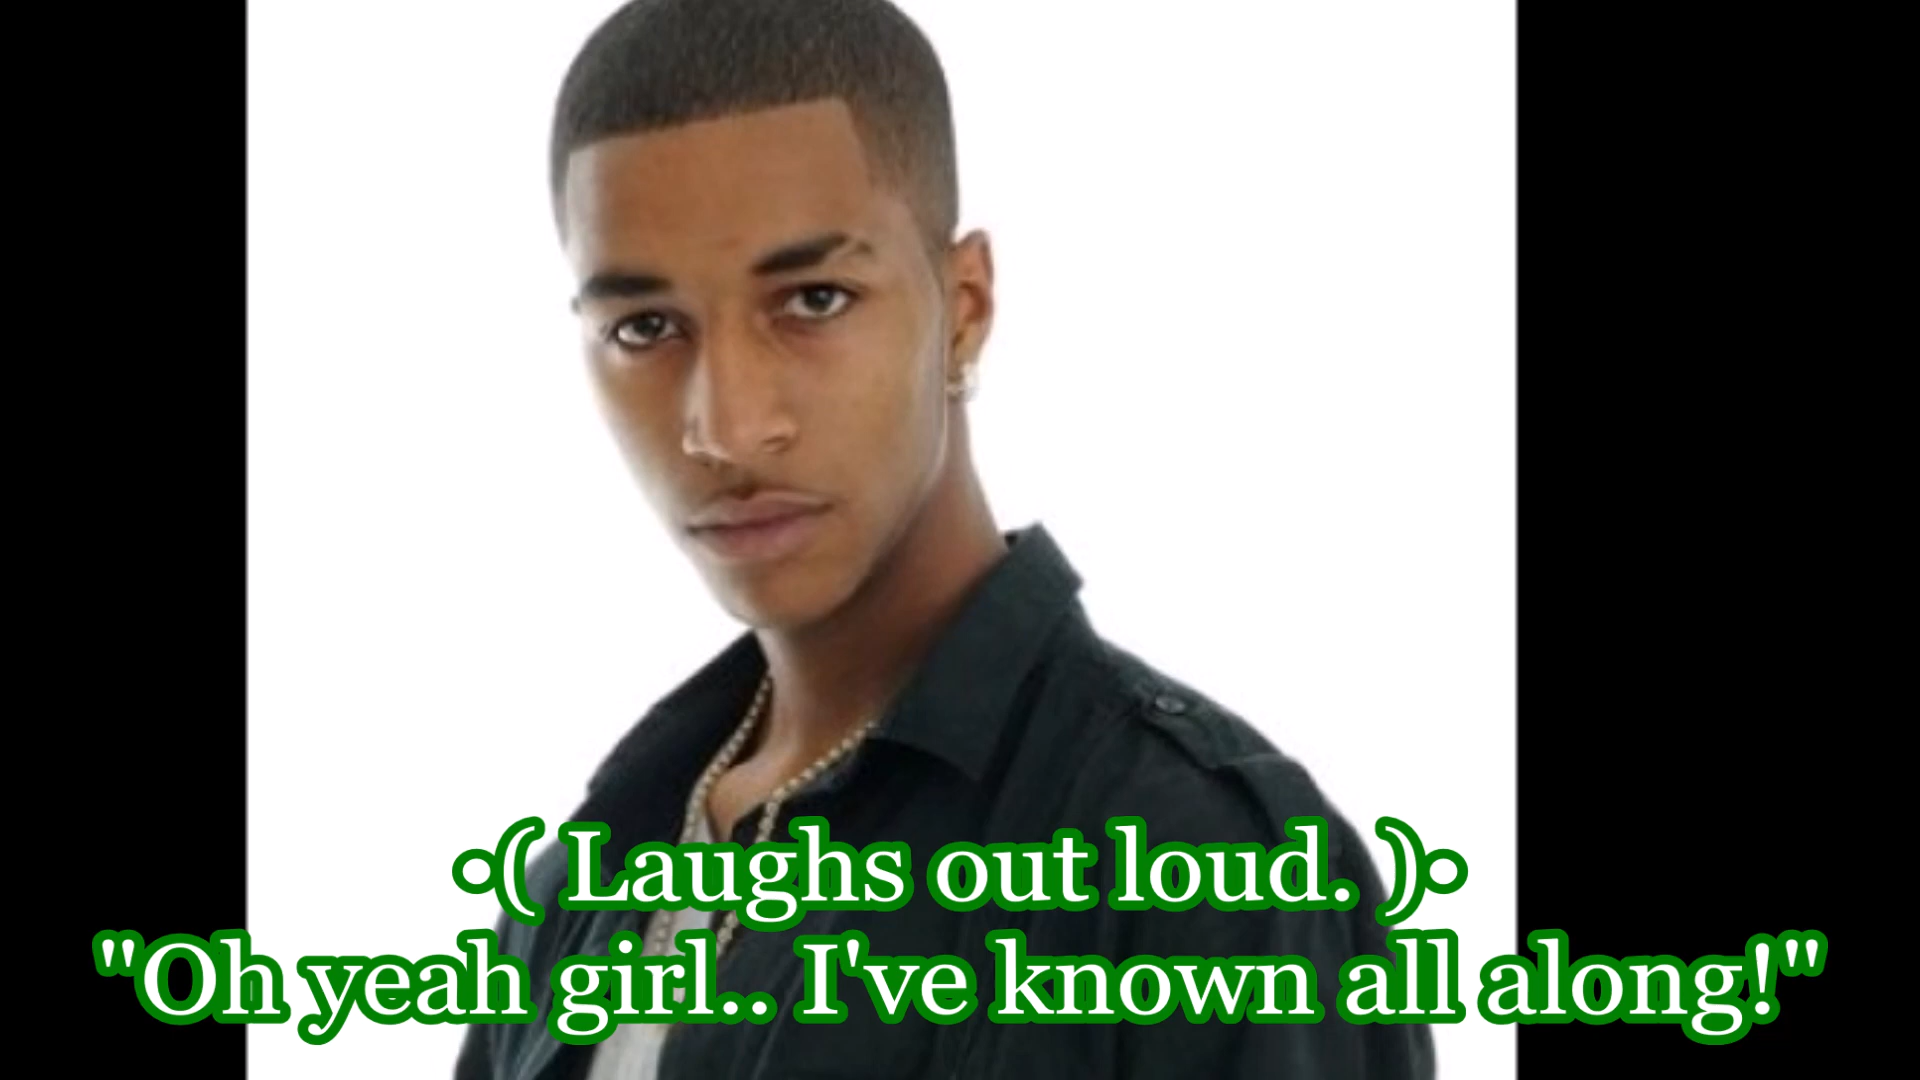 •( Laughs out loud. )•
"Oh yeah girl.. I've known all along!"